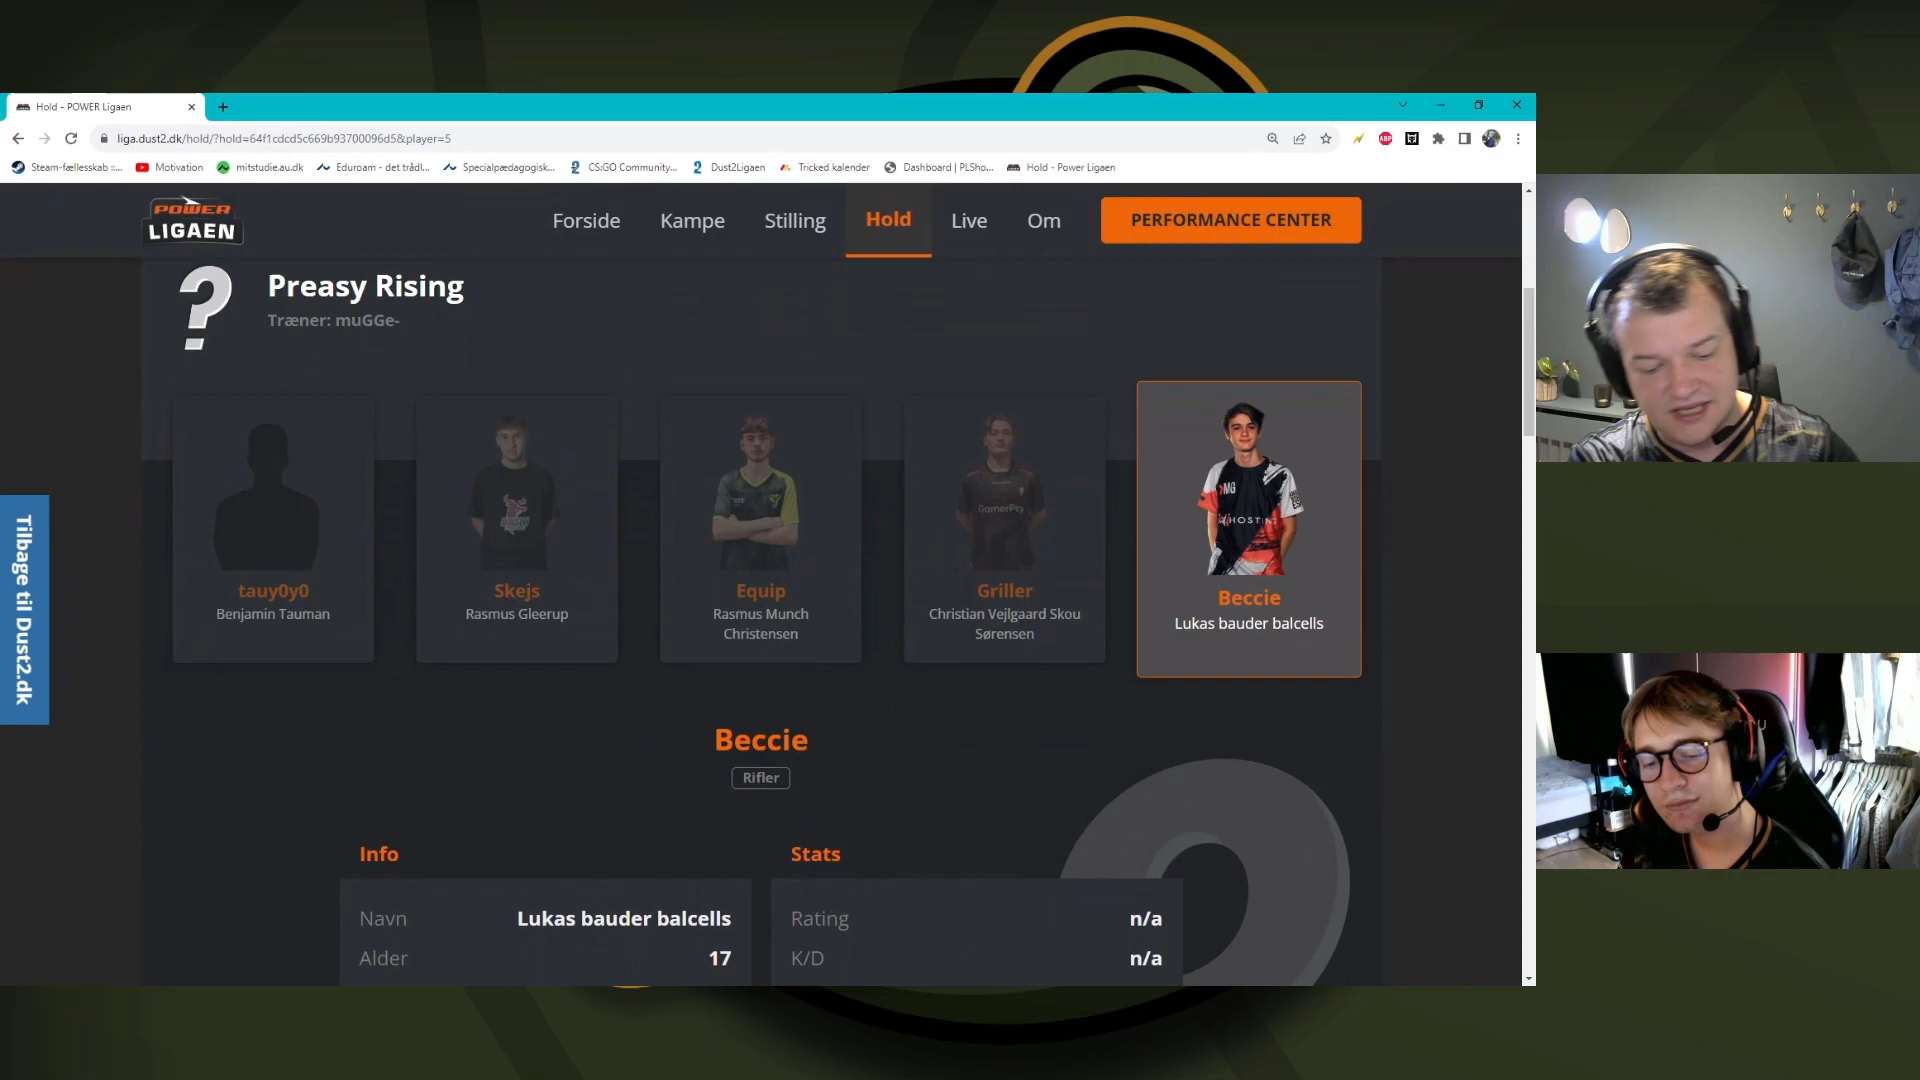 Hold - POWER Ligaen
liga.dust2.dk/hold/?hold=64f1cdcd5c669b93700096d5&player=5
ABP
Steam-fællesskab ::...
Motivation
mitstudie.au.dk
Eduroam - det trådl...
Specialpædagogisk...
CS:GO Community...
Dust2Ligaen
Tricked kalender
Dashboard | PLSho...
Hold - Power Ligaen
POWER
LIGAEN
Forside
Kampe
Stilling
Hold
Live
Om
PERFORMANCE CENTER
Preasy Rising
Træner: muGGe-
GamerPay
MG
HOSTIN
tauy0y0
Benjamin Tauman
Skejs
Rasmus Gleerup
Equip
Rasmus Munch
Christensen
Griller
Christian Vejlgaard Skou
Sørensen
Beccie
Lukas bauder balcells
Tilbage til Dust2.dk
Beccie
Rifler
Info
Navn Lukas bauder balcells
Alder 17
Stats
Rating n/a
K/D n/a